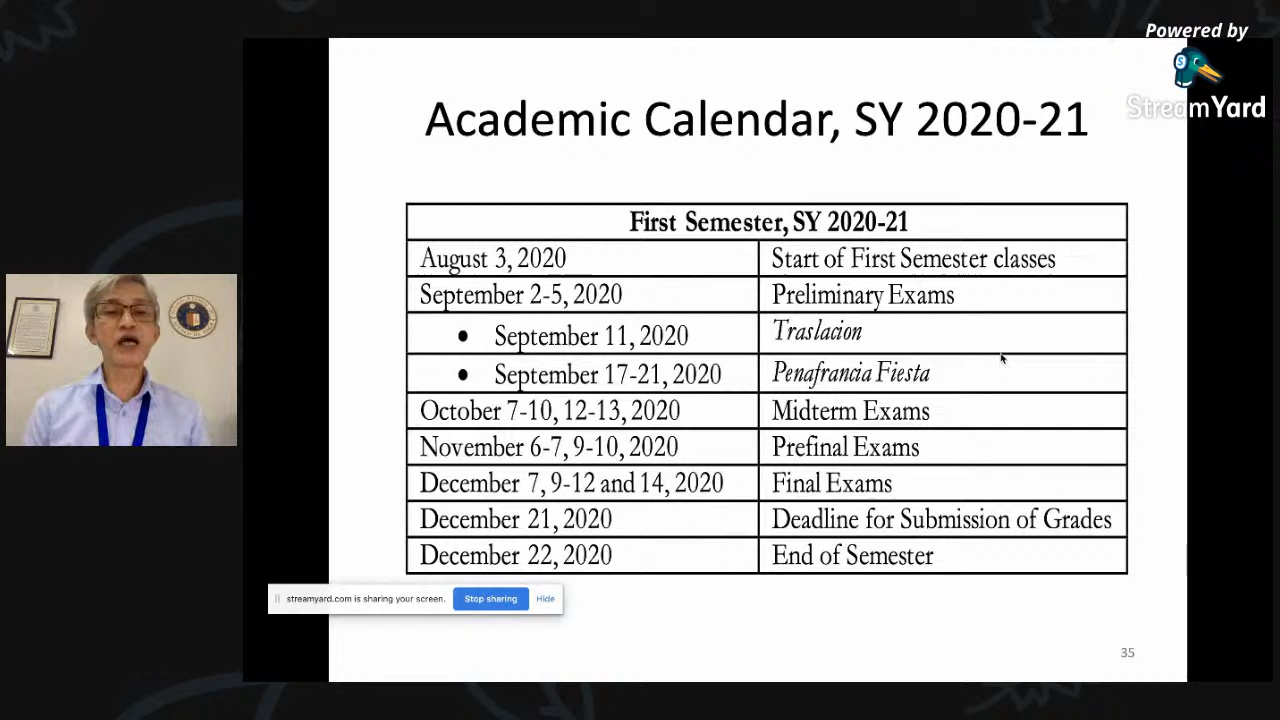 Powered by
StreamYard
Academic Calendar, SY 2020-21
First Semester, SY 2020-21
August 3, 2020 Start of First Semester classes
September 2-5, 2020 Preliminary Exams
• September 11, 2020 Traslacion
• September 17-21, 2020 Penafrancia Fiesta
October 7-10, 12-13, 2020 Midterm Exams
November 6-7, 9-10, 2020 Prefinal Exams
December 7, 9-12 and 14, 2020 Final Exams
December 21, 2020 Deadline for Submission of Grades
December 22, 2020 End of Semester
streamyard.com is sharing your screen. Stop sharing Hide
35